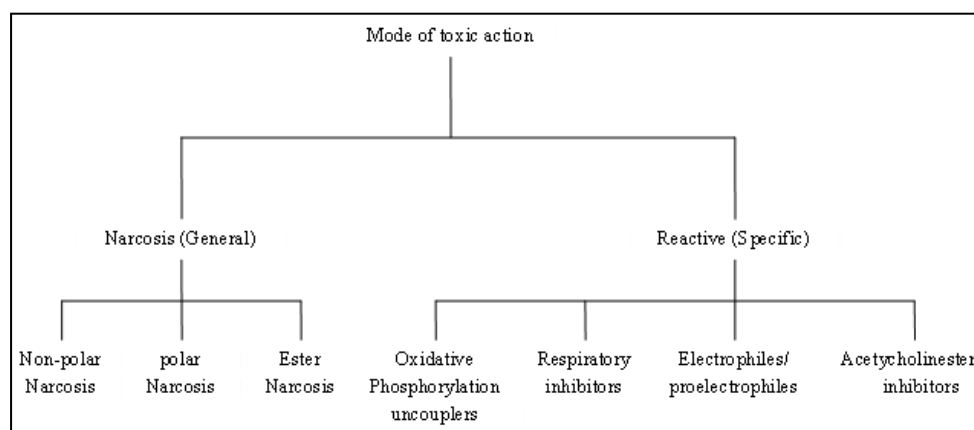 Mode of toxic action
Narcosis (General)
Reactive (Specific)
Non-polar
Narcosis
polar
Narcosis
Ester
Narcosis
Oxidative
Phosphorylation
uncouplers
Respiratory
inhibitors
Electrophiles/
proelectrophiles
Acetycholinester
inhibitors